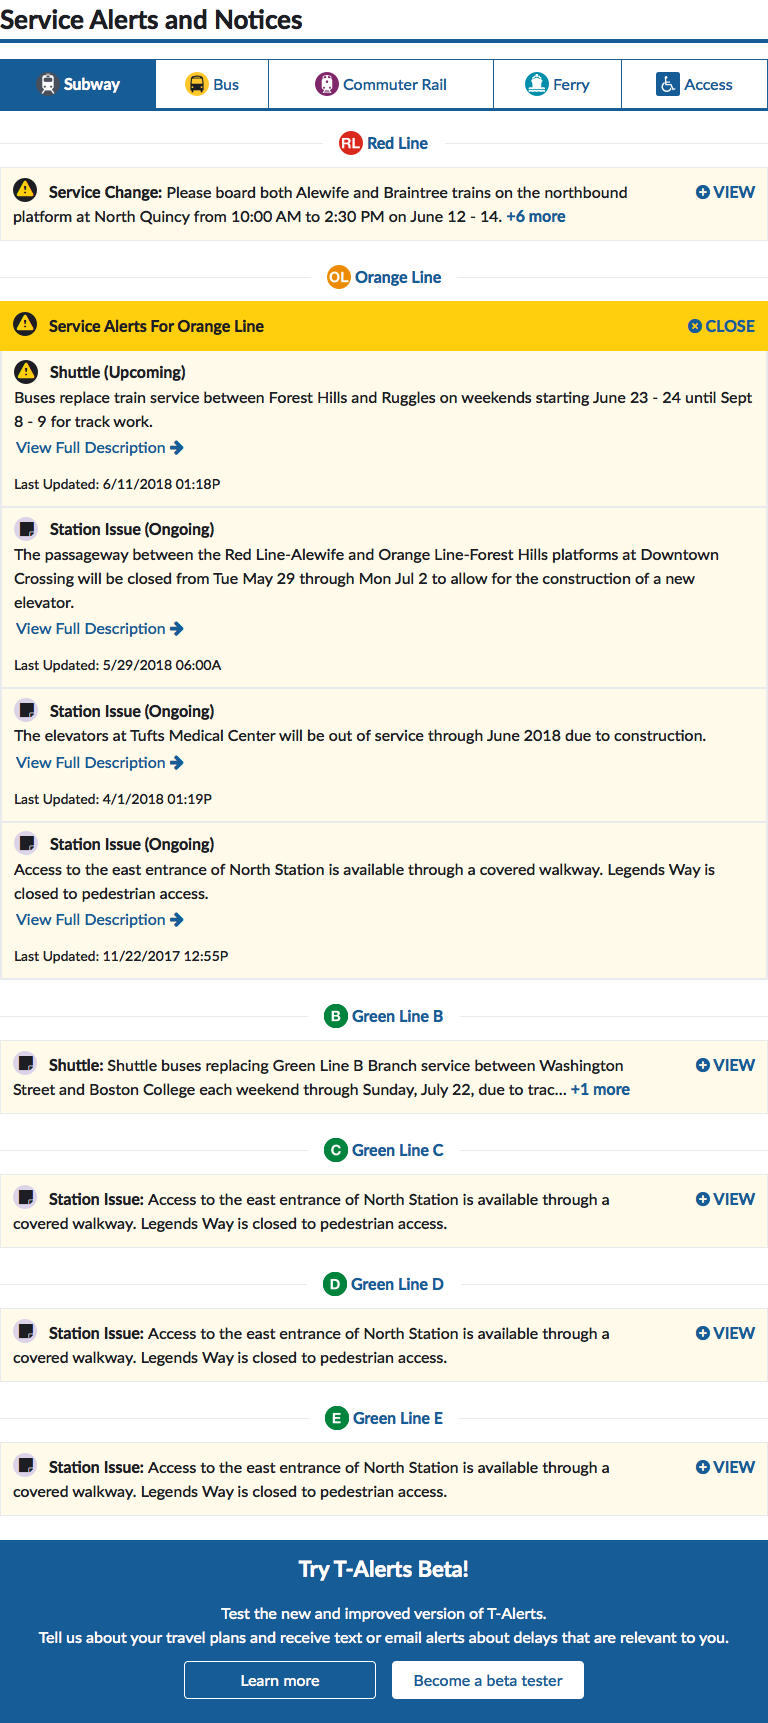 Service Alerts and Notices
Subway Bus Commuter Rail Ferry Access
RL Red Line
Service Change: Please board both Alewife and Braintree trains on the northbound VIEW
platform at North Quincy from 10:00 AM to 2:30 PM on June 12 - 14. +6 more
OL Orange Line
Service Alerts For Orange Line CLOSE
Shuttle (Upcoming)
Buses replace train service between Forest Hills and Ruggles on weekends starting June 23 - 24 until Sept
8 - 9 for track work.
View Full Description
Last Updated: 6/11/2018 01:18P
Station Issue (Ongoing)
The passageway between the Red Line-Alewife and Orange Line-Forest Hills platforms at Downtown
Crossing will be closed from Tue May 29 through Mon Jul 2 to allow for the construction of a new
elevator.
View Full Description
Last Updated: 5/29/2018 06:00A
Station Issue (Ongoing)
The elevators at Tufts Medical Center will be out of service through June 2018 due to construction.
View Full Description
Last Updated: 4/1/2018 01:19P
Station Issue (Ongoing)
Access to the east entrance of North Station is available through a covered walkway. Legends Way is
closed to pedestrian access.
View Full Description
Last Updated: 11/22/2017 12:55P
B Green Line B
Shuttle: Shuttle buses replacing Green Line B Branch service between Washington VIEW
Street and Boston College each weekend through Sunday, July 22, due to trac... +1 more
C Green Line C
Station Issue: Access to the east entrance of North Station is available through a VIEW
covered walkway. Legends Way is closed to pedestrian access.
D Green Line D
Station Issue: Access to the east entrance of North Station is available through a VIEW
covered walkway. Legends Way is closed to pedestrian access.
E Green Line E
Station Issue: Access to the east entrance of North Station is available through a VIEW
covered walkway. Legends Way is closed to pedestrian access.
Try T-Alerts Beta!
Test the new and improved version of T-Alerts.
Tell us about your travel plans and receive text or email alerts about delays that are relevant to you.
Learn more Become a beta tester